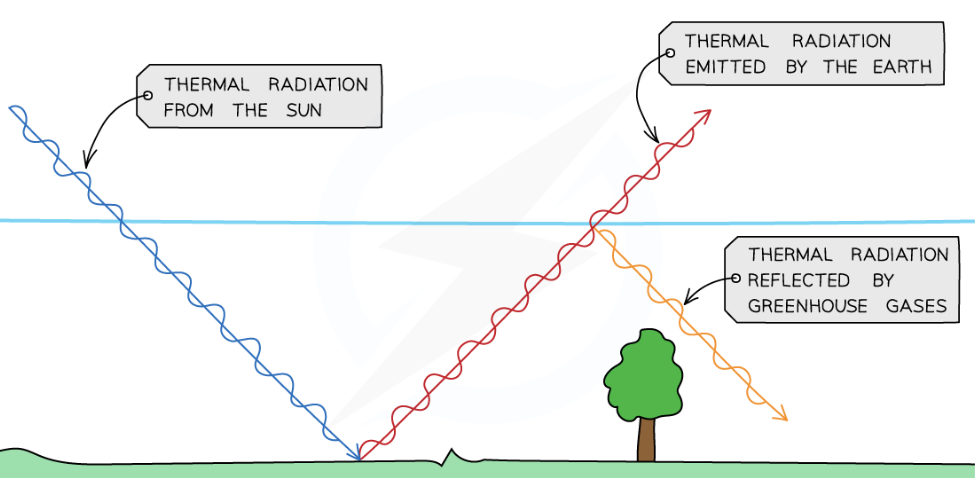 THERMAL RADIATION
FROM THE SUN
THERMAL RADIATION
EMITTED BY THE EARTH
THERMAL RADIATION
REFLECTED BY
GREENHOUSE GASES